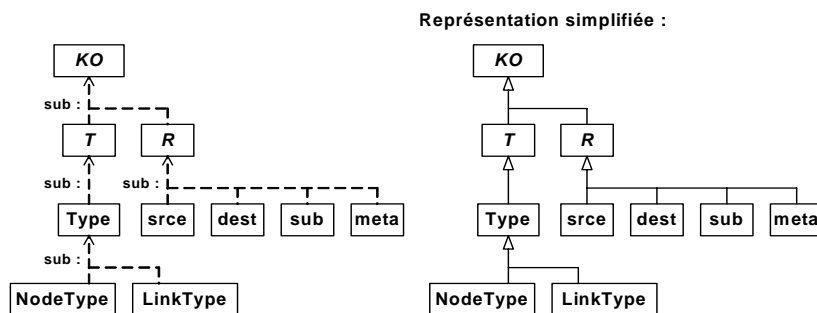 Représentation simplifiée :
KO
KO
sub :
T
R
T
R
sub :
sub :
Type
srce
dest
sub
meta
Type
srce
dest
sub
meta
sub :
NodeType
LinkType
NodeType
LinkType